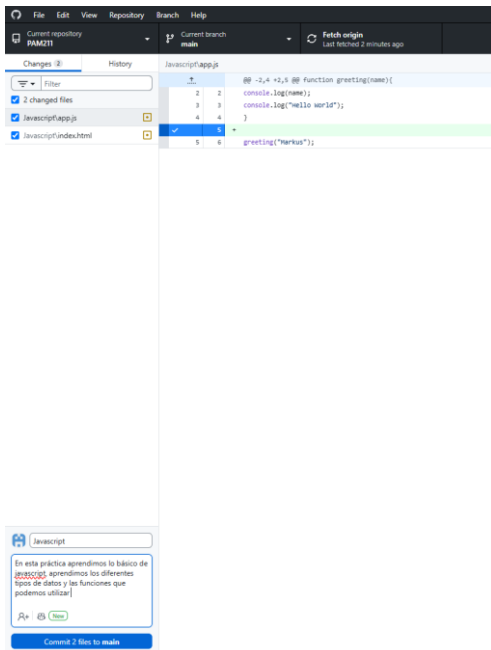 File Edit View Repository Branch Help
Current repository
PAM211
Current branch
main
Fetch origin
Last fetched 2 minutes ago
Changes 2 History
Javascript\app.js
Filter
@@ -2,4 +2,5 @@ function greeting(name){
2 2 console.log(name);
2 changed files
3 3 console.log("Hello world");
Javascript\app.js
4 4 }
5 +
Javascript\index.html
5 6 greeting("Markus");
Javascript
En esta práctica aprendimos lo básico de
javascript, aprendimos los diferentes
tipos de datos y las funciones que
podemos utilizar
New
Commit 2 files to main